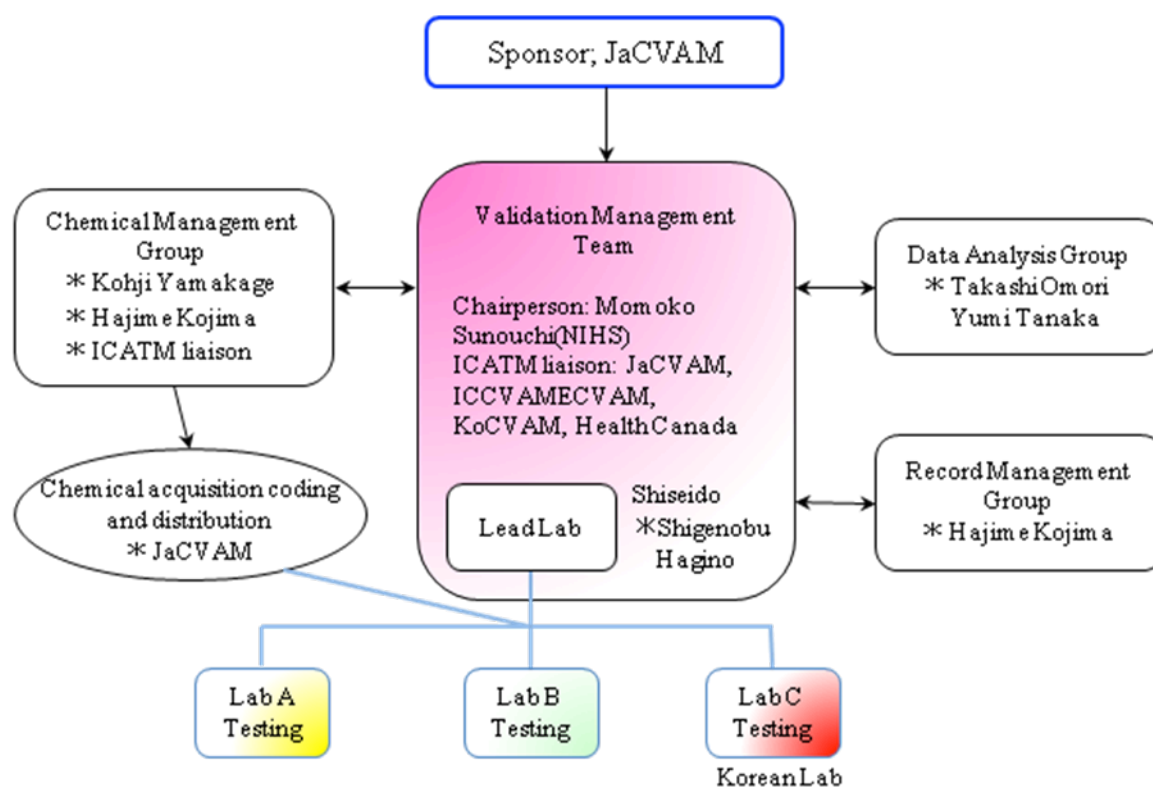 Sponsor; JaCVAM
Chemical Management
Group
* Kohji Yamakage
* Hajime Kojima
* ICATM liaison
Validation Management
Team
Chairperson: Momoko
Sunouchi(NIHS)
ICATM liaison: JaCVAM,
ICCVAMECVAM,
KoCVAM, Health Canada
Data Analysis Group
* Takashi Omori
Yumi Tanaka
Chemical acquisition coding
and distribution
* JaCVAM
Lead Lab
Shiseido
*Shigenobu
Hagino
Record Management
Group
* Hajime Kojima
Lab A
Testing
Lab B
Testing
Lab C
Testing
Korean Lab